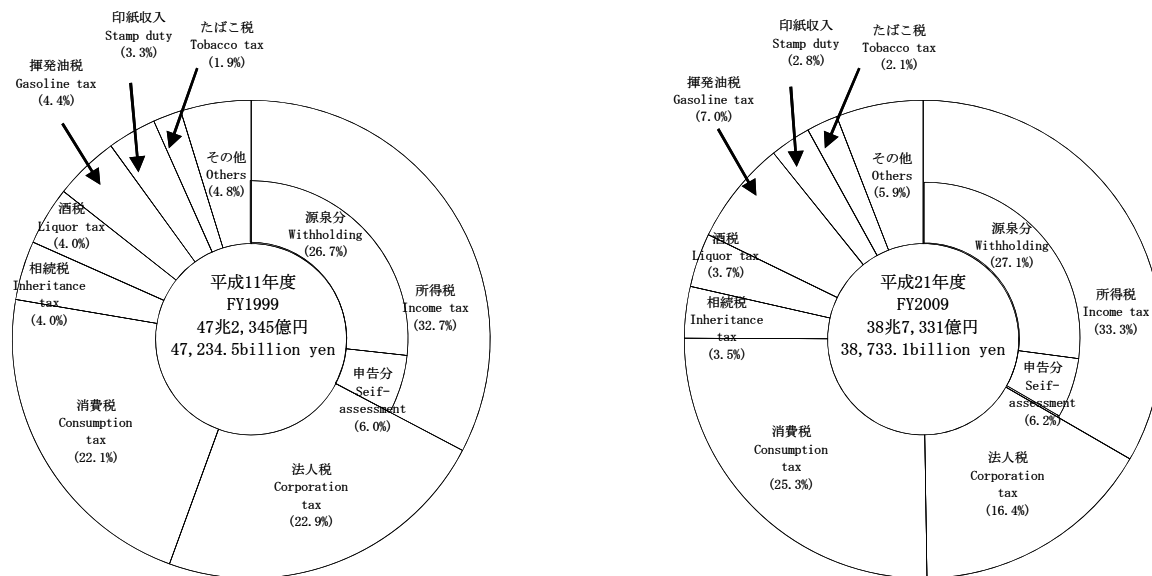 印紙収入
Stamp duty
(3.3%)
たばこ税
Tobacco tax
(1.9%)
揮発油税
Gasoline tax
(4.4%)
その他
Others
(4.8%)
酒税
Liquor tax
(4.0%)
相続税
Inheritance
tax
(4.0%)
源泉分
Withholding
(26.7%)
所得税
Income tax
(32.7%)
平成11年度
FY1999
47兆2,345億円
47,234.5billion yen
申告分
Seif-
assessment
(6.0%)
消費税
Consumption
tax
(22.1%)
法人税
Corporation
tax
(22.9%)
印紙収入
Stamp duty
(2.8%)
たばこ税
Tobacco tax
(2.1%)
揮発油税
Gasoline tax
(7.0%)
その他
Others
(5.9%)
酒税
Liquor tax
(3.7%)
相続税
Inheritance
tax
(3.5%)
源泉分
Withholding
(27.1%)
所得税
Income tax
(33.3%)
平成21年度
FY2009
38兆7,331億円
38,733.1billion yen
申告分
Seif-
assessment
(6.2%)
消費税
Consumption
tax
(25.3%)
法人税
Corporation
tax
(16.4%)